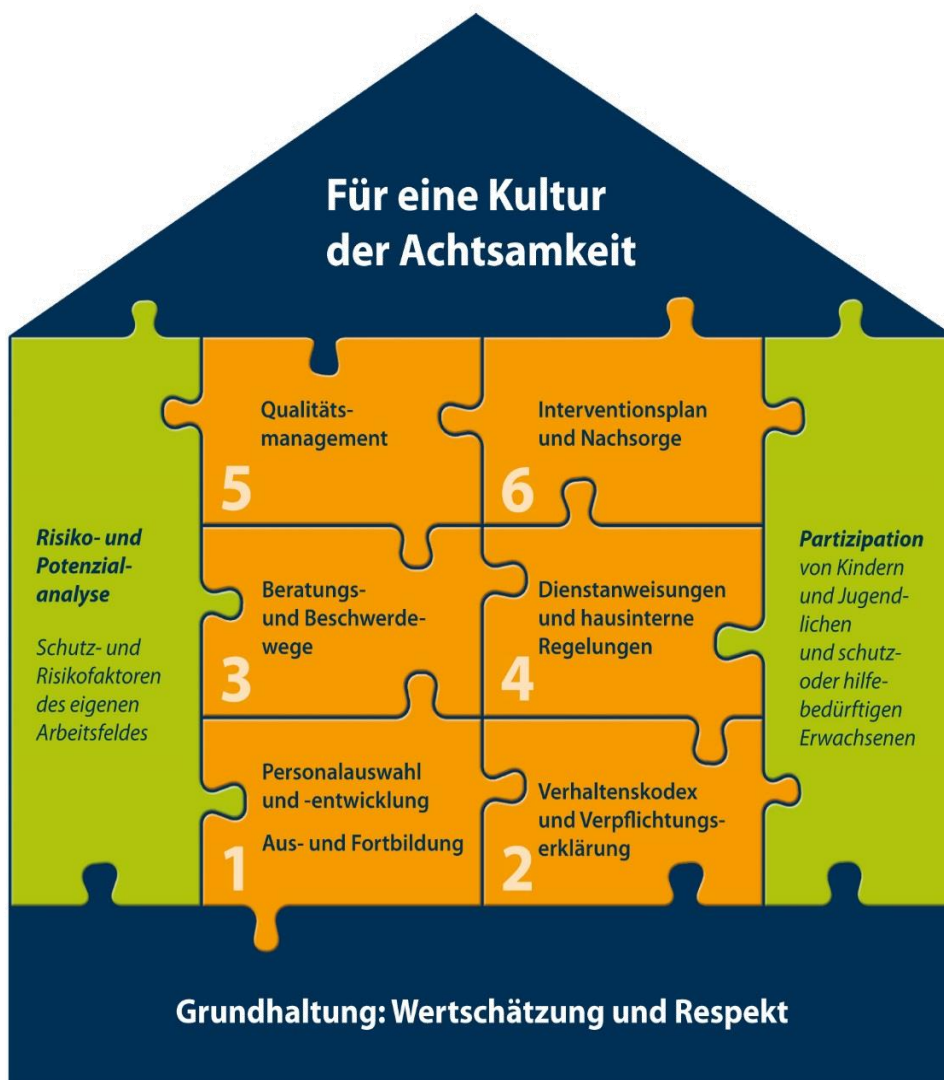 Für eine Kultur
der Achtsamkeit
Risiko- und
Potenzial-
analyse
Schutz- und
Risikofaktoren
des eigenen
Arbeitsfeldes
Qualitäts-
management
5
Interventionsplan
und Nachsorge
6
Beratungs-
und Beschwerde-
wege
3
Dienstanweisungen
und hausinterne
Regelungen
4
Personalauswahl
und -entwicklung
Aus- und Fortbildung
1
Verhaltenskodex
und Verpflichtungs-
erklärung
2
Partizipation
von Kindern
und Jugend-
lichen
und schutz-
oder hilfe-
bedürftigen
Erwachsenen
Grundhaltung: Wertschätzung und Respekt